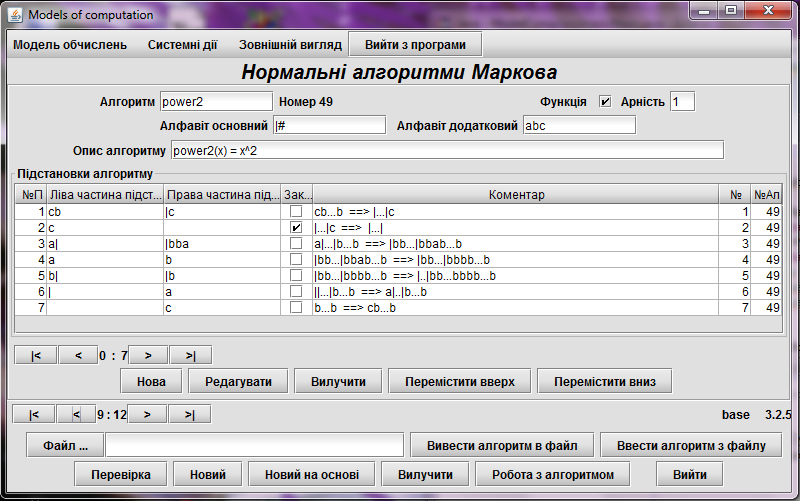 Models of computation
Модель обчислень Системні дії Зовнішній вигляд Вийти з програми
Нормальні алгоритми Маркова
Алгоритм power2 Номер 49 Функція Арність 1
Алфавіт основний |# Алфавіт додатковий abc
Опис алгоритму power2(x) = x^2
Підстановки алгоритму
№П Ліва частина підст... Права частина під... Зак... Коментар № №Ал
1 cb |c cb...b ==> |...|c 1 49
2 c |...|c ==> |...| 2 49
3 a| |bba a|...|b...b ==> |bb...|bbab...b 3 49
4 a b |bb...|bbab...b ==> |bb...|bbbb...b 4 49
5 b| |b |bb...|bbbb...b ==> |..|bb...bbbb...b 5 49
6 | a ||...|b...b ==> a|..|b...b 6 49
7 c b...b ==> cb...b 7 49
|< < 0 : 7 > >|
Нова Редагувати Вилучити Перемістити вверх Перемістити вниз
|< < 9 : 12 > >| base 3.2.5
Файл ... Вивести алгоритм в файл Ввести алгоритм з файлу
Перевірка Новий Новий на основі Вилучити Робота з алгоритмом Вийти